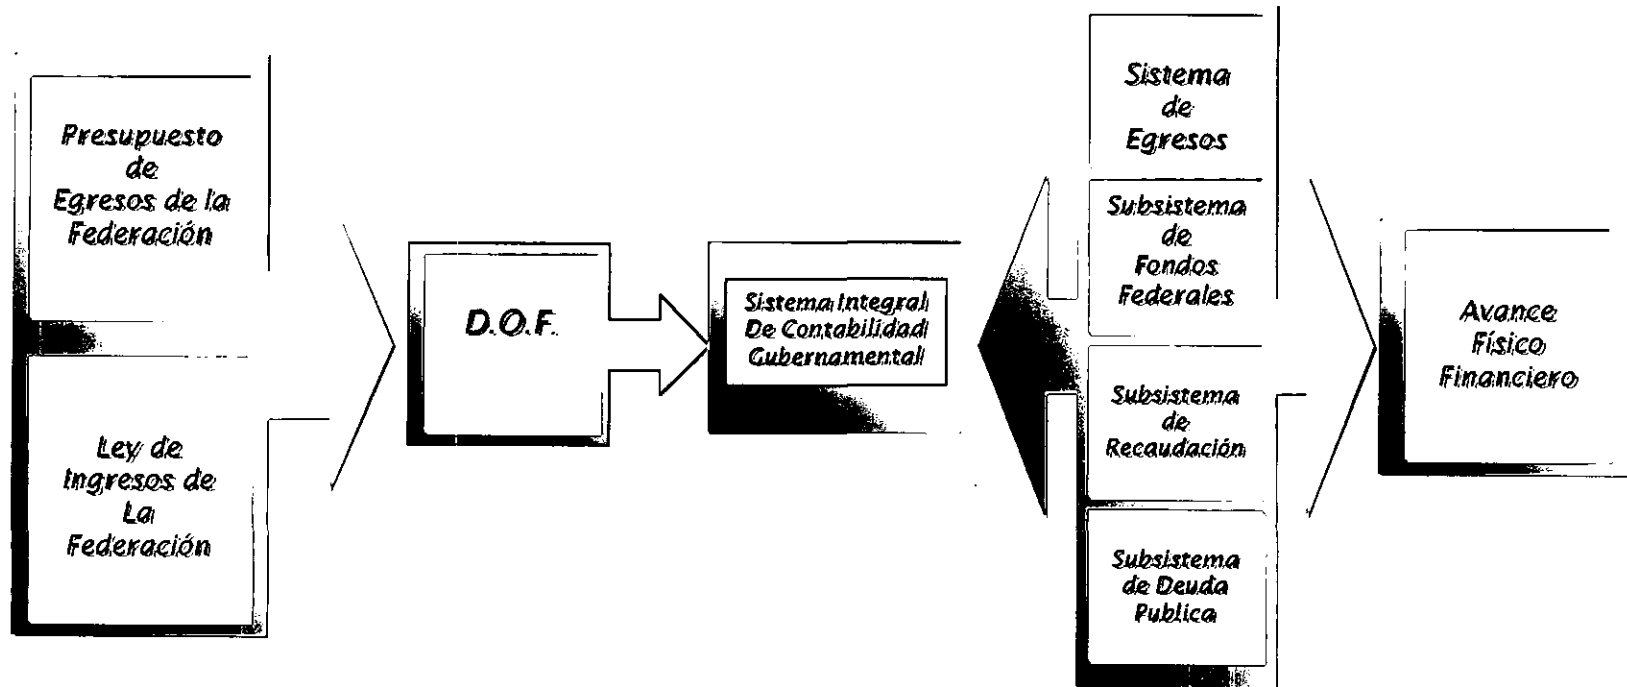 Presupuesto
de
Egresos de la
Federación
Ley de
Ingresos de
La
Federación
D.O.F.
Sistema Integral
De Contabilidad
Gubernamental
Sistema
de
Egresos
Subsistema
de
Fondos
Federales
Subsistema
de
Recaudación
Subsistema
de Deuda
Publica
Avance
Físico
Financiero